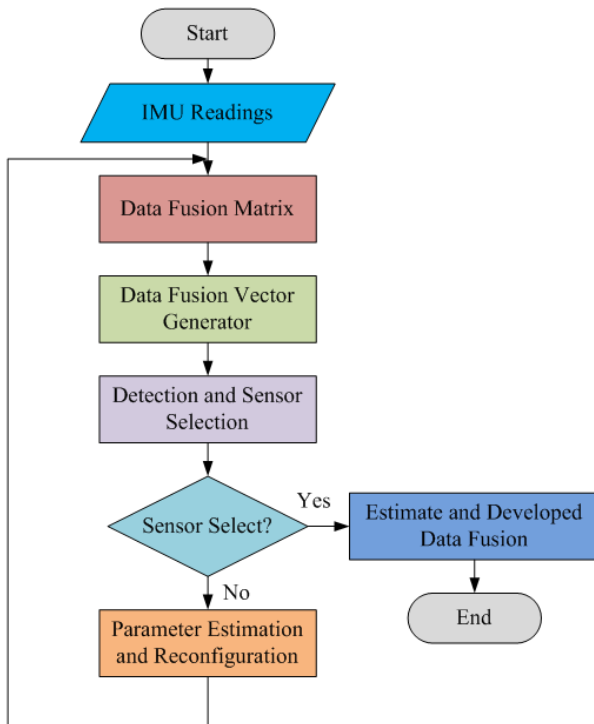 Start
IMU Readings
Data Fusion Matrix
Data Fusion Vector
Generator
Detection and Sensor
Selection
Sensor Select?
Yes
Estimate and Developed
Data Fusion
No
End
Parameter Estimation
and Reconfiguration